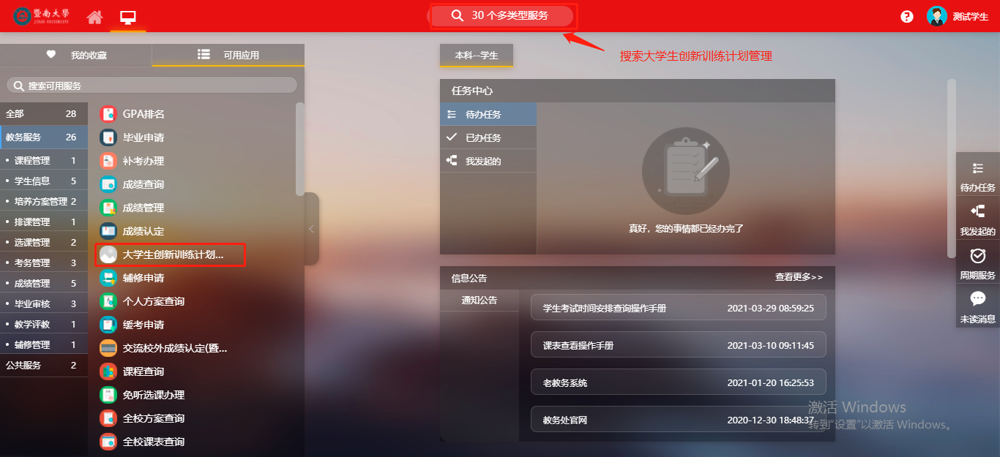 暨南大學
JINAN UNIVERSITY
30 个多类型服务
测试学生
搜索大学生创新训练计划管理
我的收藏
可用应用
搜索可用服务
全部 28
教务服务 26
• 课程管理 1
• 学生信息 5
• 培养方案管理 2
• 排课管理 1
• 选课管理 2
• 考务管理 3
• 成绩管理 5
• 毕业审核 3
• 教学评教 1
• 辅修管理 1
公共服务 2
GPA排名
毕业申请
补考办理
成绩查询
成绩管理
成绩认定
大学生创新训练计划...
辅修申请
个人方案查询
缓考申请
交流校外成绩认定(暨...
课程查询
免听选课办理
全校方案查询
全校课表查询
本科--学生
任务中心
待办任务
已办任务
我发起的
真好，您的事情都已经办完了
信息公告
查看更多>>
通知公告
学生考试时间安排查询操作手册 2021-03-29 08:59:25
课表查看操作手册 2021-03-10 09:11:45
老教务系统 2021-01-20 16:25:53
教务处官网 2020-12-30 18:48:37
待办任务
我发起的
周期服务
未读消息
激活 Windows
转到"设置"以激活 Windows。